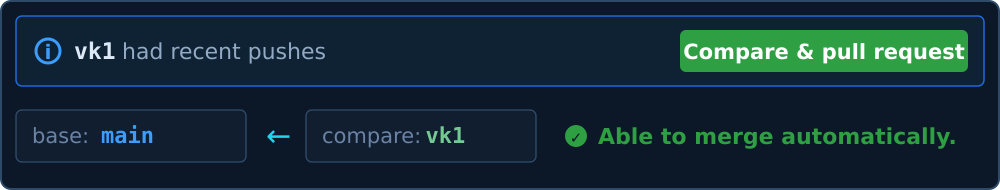 vk1 had recent pushes
Compare & pull request
base: main ← compare: vk1 ✓ Able to merge automatically.